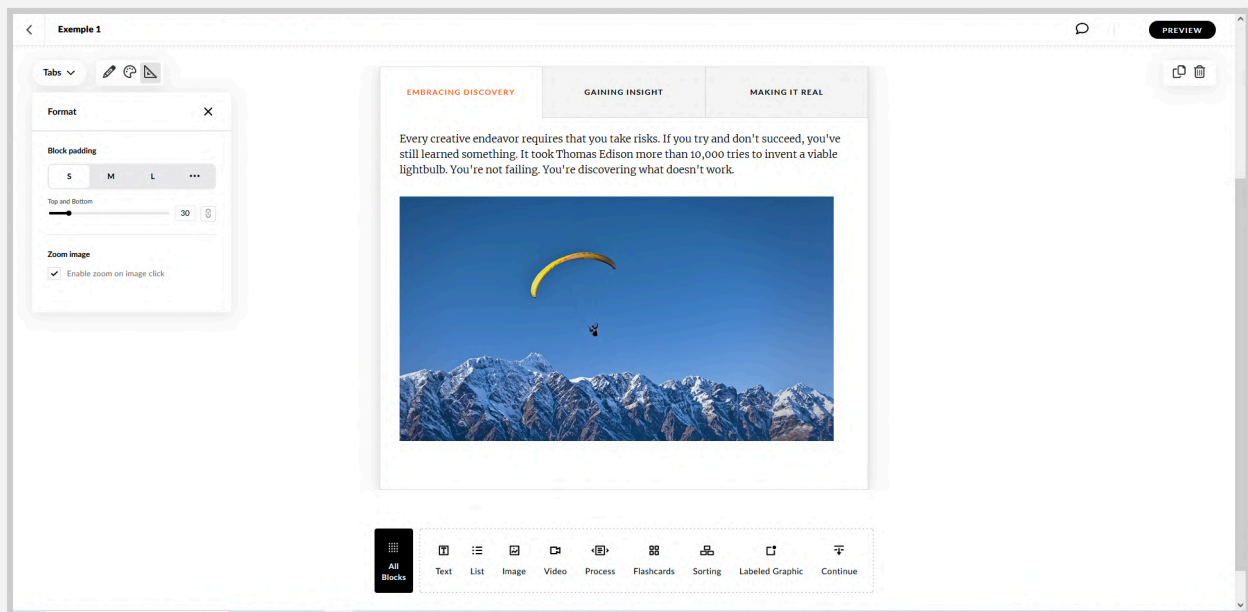 Exemple 1
PREVIEW
Tabs
Format
Block padding
S M L
Top and Bottom
30
Zoom image
Enable zoom on image click
EMBRACING DISCOVERY
GAINING INSIGHT
MAKING IT REAL
Every creative endeavor requires that you take risks. If you try and don't succeed, you've
still learned something. It took Thomas Edison more than 10,000 tries to invent a viable
lightbulb. You're not failing. You're discovering what doesn't work.
All
Blocks
Text
List
Image
Video
Process
Flashcards
Sorting
Labeled Graphic
Continue